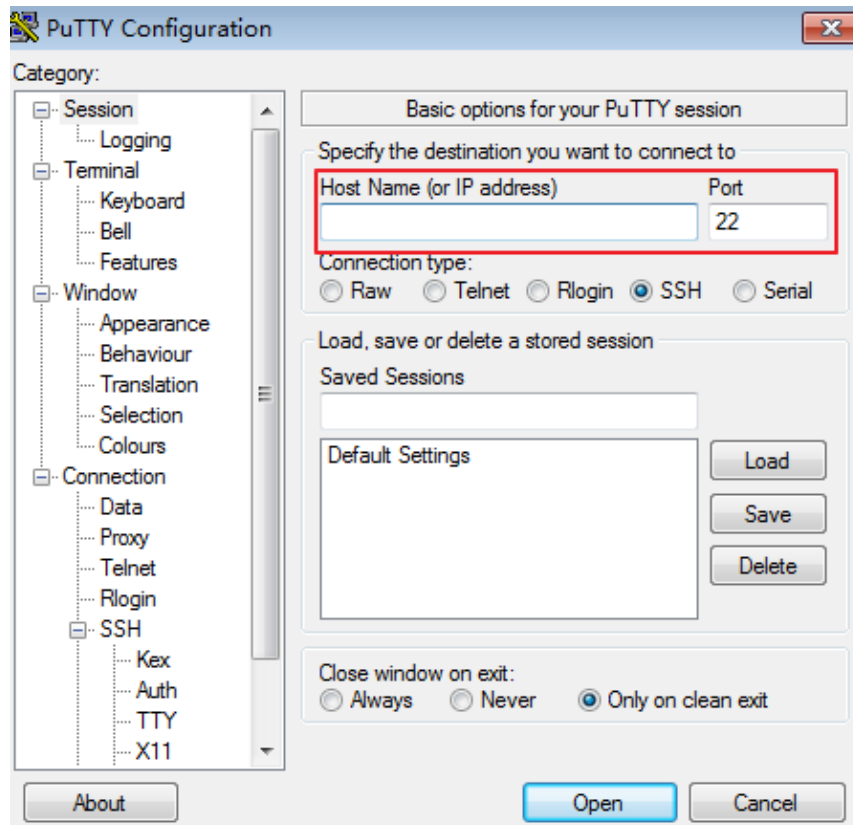 PuTTY Configuration
Category:
Session
Logging
Terminal
Keyboard
Bell
Features
Window
Appearance
Behaviour
Translation
Selection
Colours
Connection
Data
Proxy
Telnet
Rlogin
SSH
Kex
Auth
TTY
X11
Basic options for your PuTTY session
Specify the destination you want to connect to
Host Name (or IP address) Port
22
Connection type:
Raw Telnet Rlogin SSH Serial
Load, save or delete a stored session
Saved Sessions
Default Settings
Load
Save
Delete
Close window on exit:
Always Never Only on clean exit
About Open Cancel